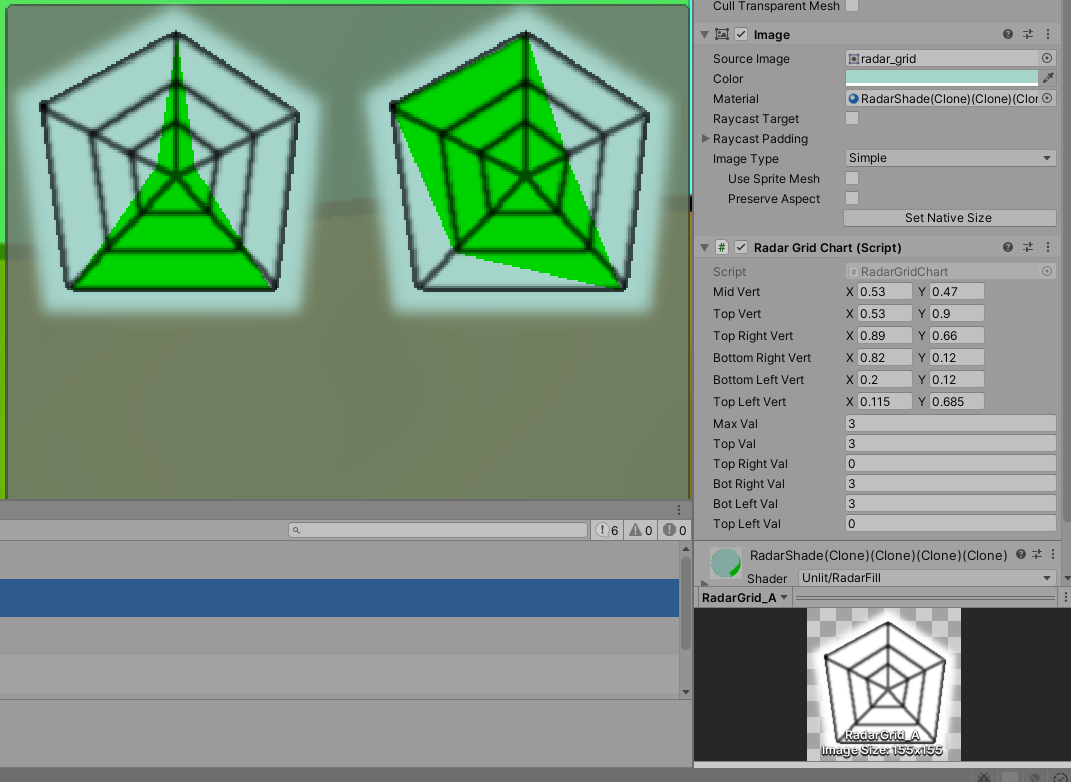 Cull Transparent Mesh
Image
Source Image radar_grid
Color
Material RadarShade(Clone)(Clone)(Clor
Raycast Target
Raycast Padding
Image Type Simple
Use Sprite Mesh
Preserve Aspect
Set Native Size
# Radar Grid Chart (Script)
Script # RadarGridChart
Mid Vert X 0.53 Y 0.47
Top Vert X 0.53 Y 0.9
Top Right Vert X 0.89 Y 0.66
Bottom Right Vert X 0.82 Y 0.12
Bottom Left Vert X 0.2 Y 0.12
Top Left Vert X 0.115 Y 0.685
Max Val 3
Top Val 3
Top Right Val 0
Bot Right Val 3
Bot Left Val 3
Top Left Val 0
6 0 0
RadarShade(Clone)(Clone)(Clone)(Clone)
Shader Unlit/RadarFill
RadarGrid_A
RadarGrid_A
Image Size: 155x155